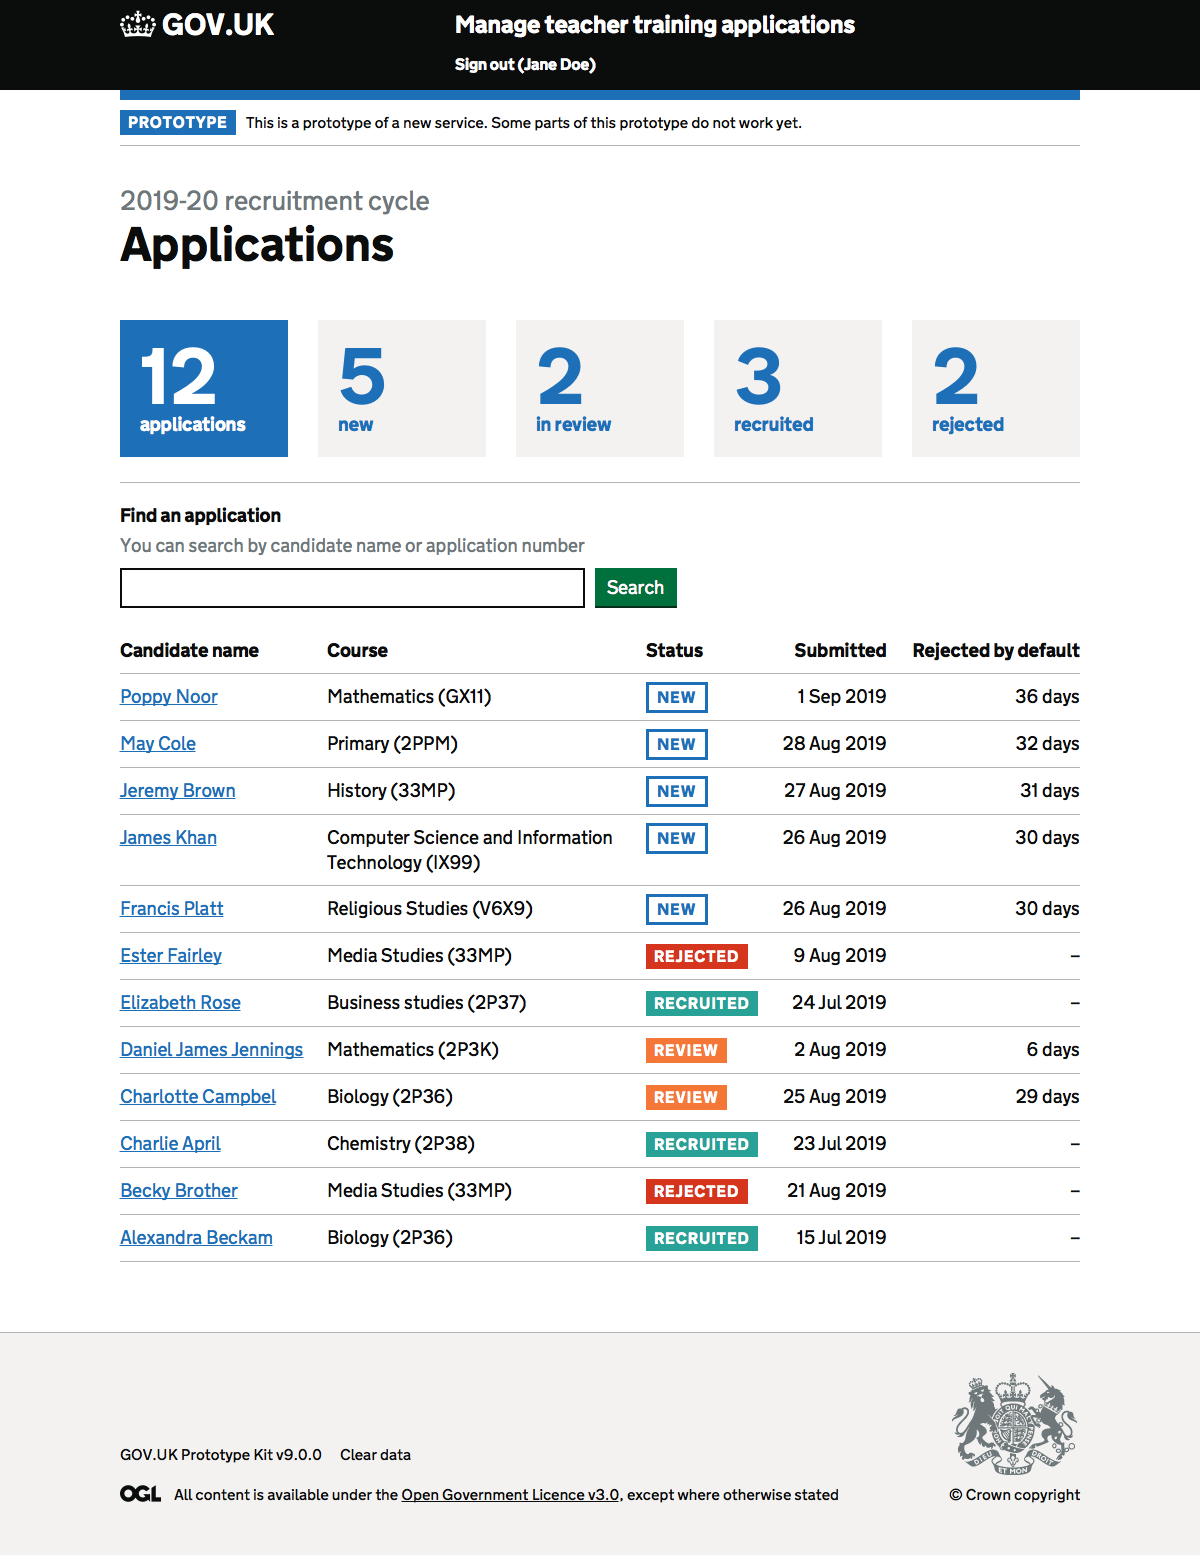 GOV.UK
Manage teacher training applications
Sign out (Jane Doe)
PROTOTYPE This is a prototype of a new service. Some parts of this prototype do not work yet.
2019-20 recruitment cycle
Applications
12 applications
5 new
2 in review
3 recruited
2 rejected
Find an application
You can search by candidate name or application number
Search
Candidate name Course Status Submitted Rejected by default
Poppy Noor Mathematics (GX11) NEW 1 Sep 2019 36 days
May Cole Primary (2PPM) NEW 28 Aug 2019 32 days
Jeremy Brown History (33MP) NEW 27 Aug 2019 31 days
James Khan Computer Science and Information NEW 26 Aug 2019 30 days
Technology (IX99)
Francis Platt Religious Studies (V6X9) NEW 26 Aug 2019 30 days
Ester Fairley Media Studies (33MP) REJECTED 9 Aug 2019 –
Elizabeth Rose Business studies (2P37) RECRUITED 24 Jul 2019 –
Daniel James Jennings Mathematics (2P3K) REVIEW 2 Aug 2019 6 days
Charlotte Campbel Biology (2P36) REVIEW 25 Aug 2019 29 days
Charlie April Chemistry (2P38) RECRUITED 23 Jul 2019 –
Becky Brother Media Studies (33MP) REJECTED 21 Aug 2019 –
Alexandra Beckam Biology (2P36) RECRUITED 15 Jul 2019 –
GOV.UK Prototype Kit v9.0.0 Clear data
OGL All content is available under the Open Government Licence v3.0, except where otherwise stated
DIEU ET MON DROIT
© Crown copyright